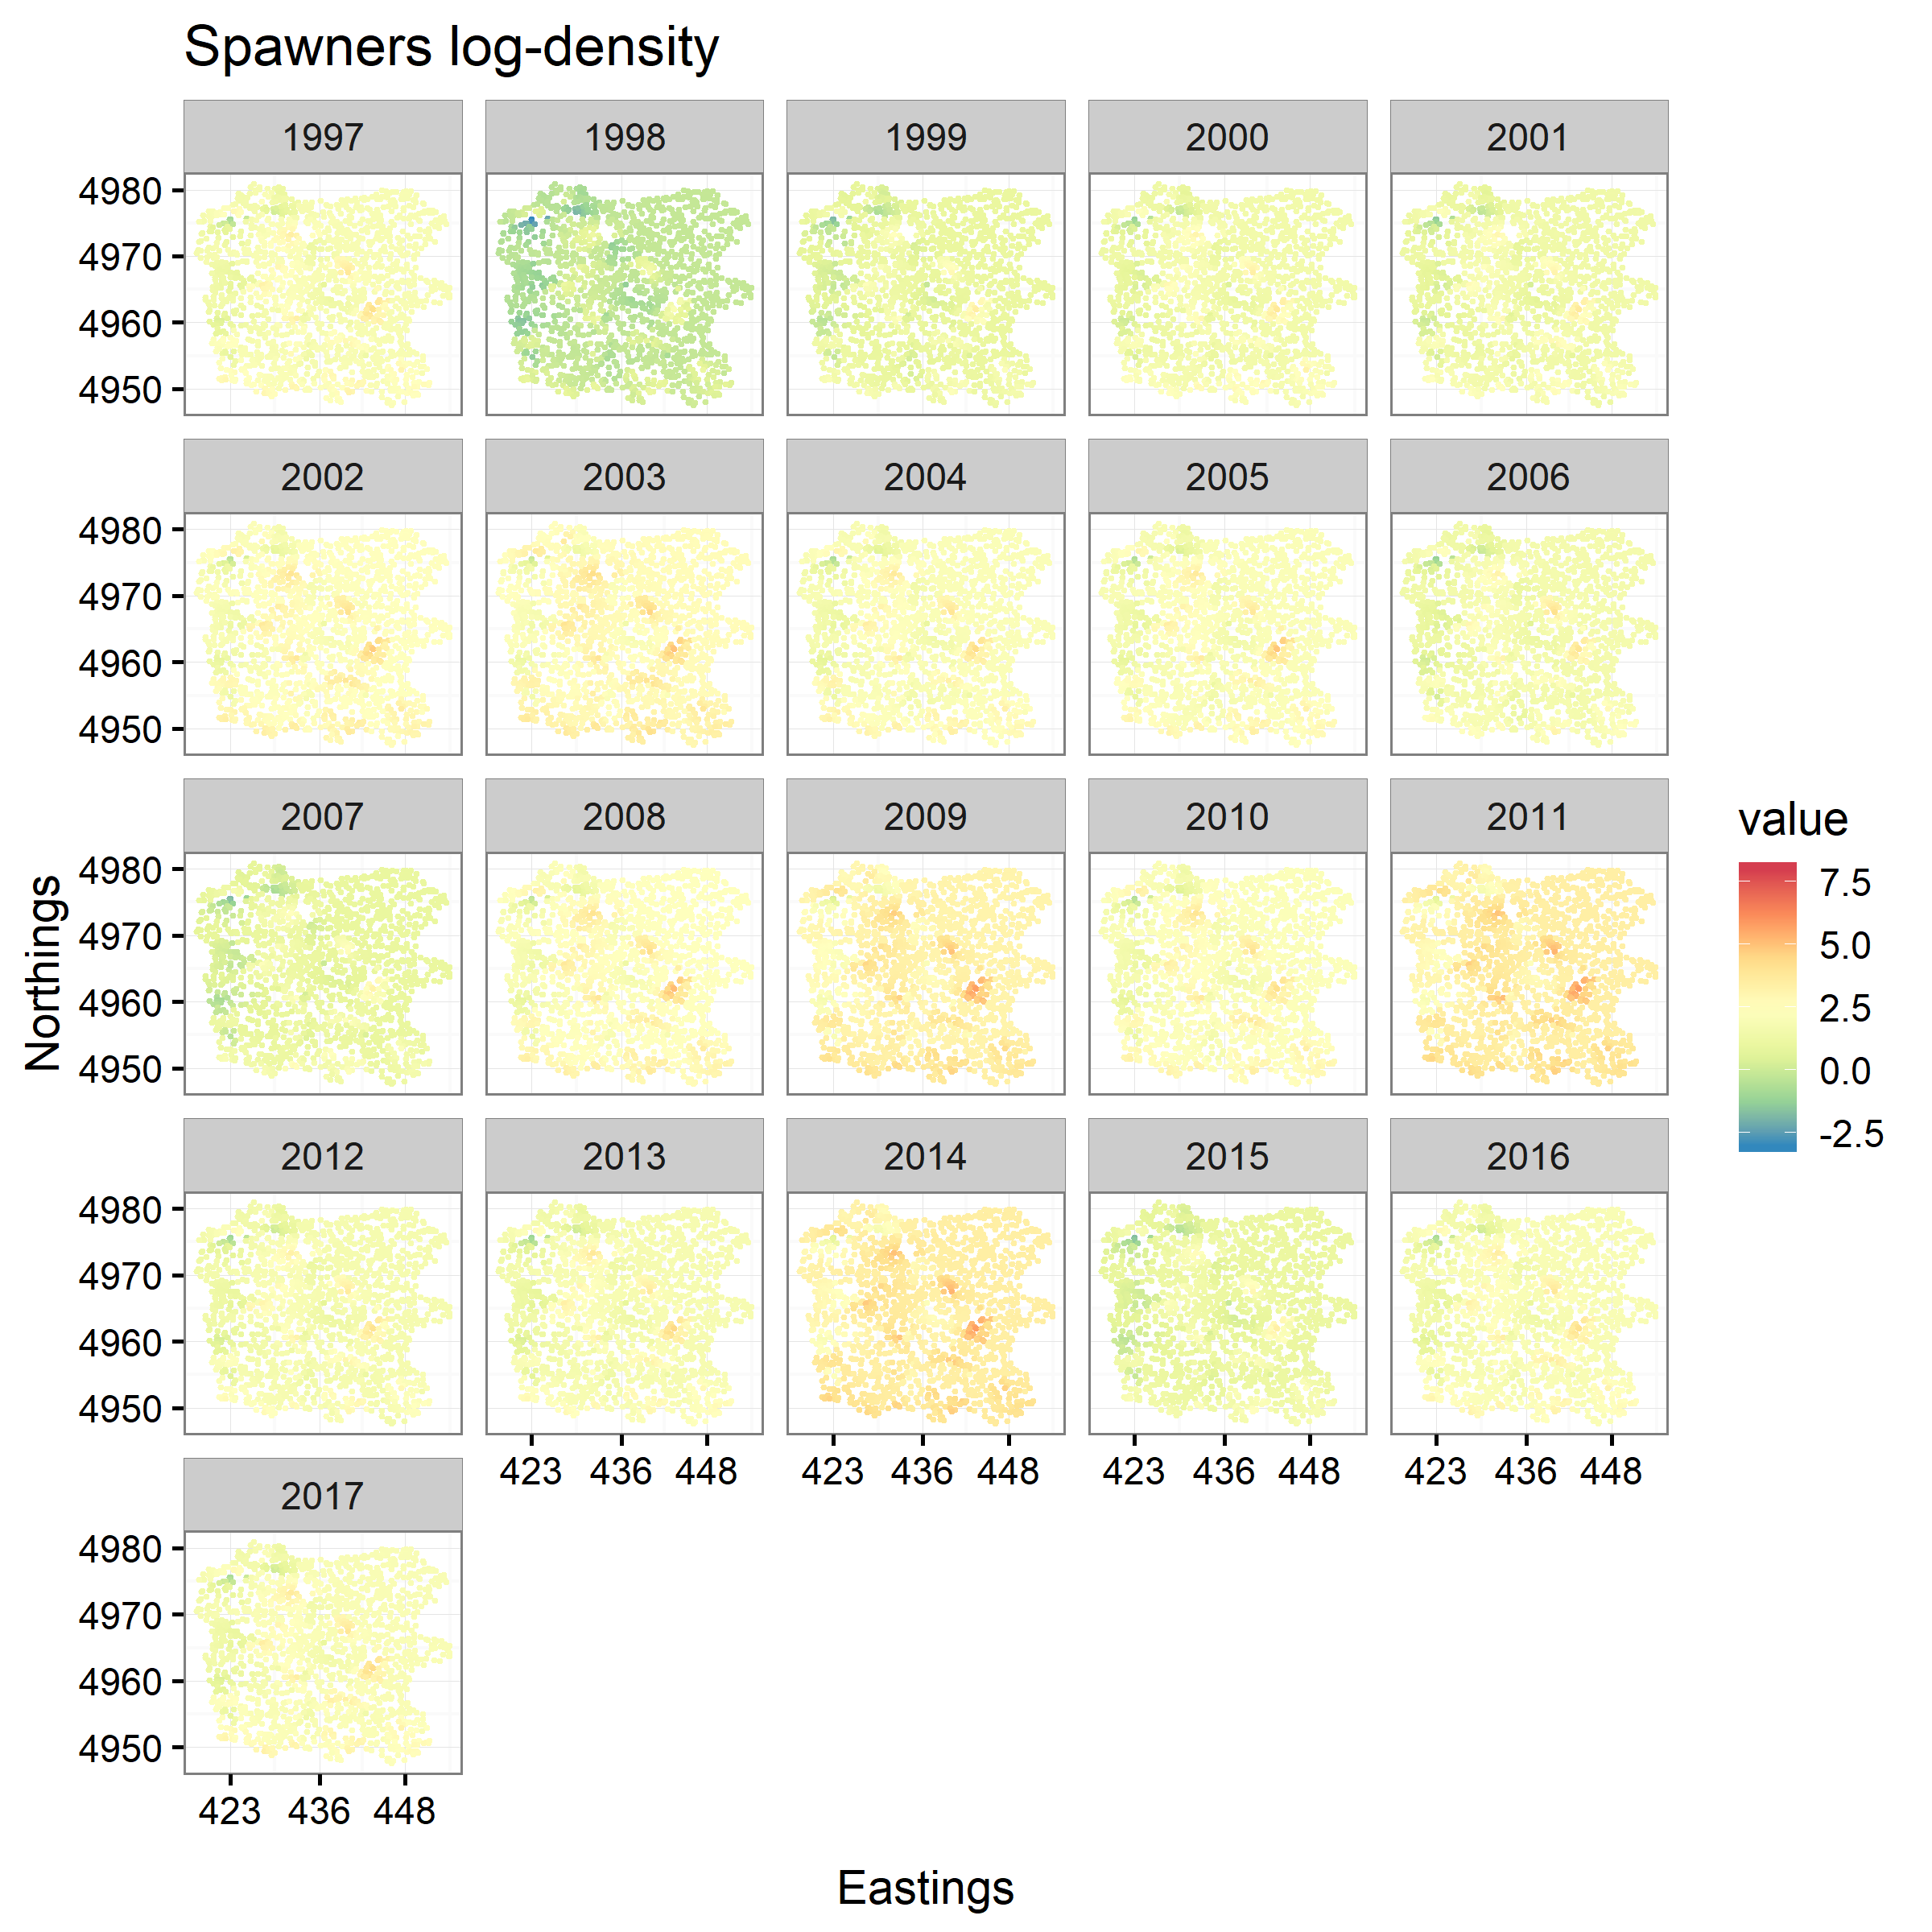 Spawners log-density
1997 1998 1999 2000 2001
4980
4970
4960
4950
2002 2003 2004 2005 2006
4980
4970
4960
4950
2007 2008 2009 2010 2011
4980
4970
4960
4950
2012 2013 2014 2015 2016
4980
4970
4960
4950
423 436 448 423 436 448 423 436 448 423 436 448
2017
4980
4970
4960
4950
423 436 448
Eastings
Northings
value
7.5
5.0
2.5
0.0
-2.5